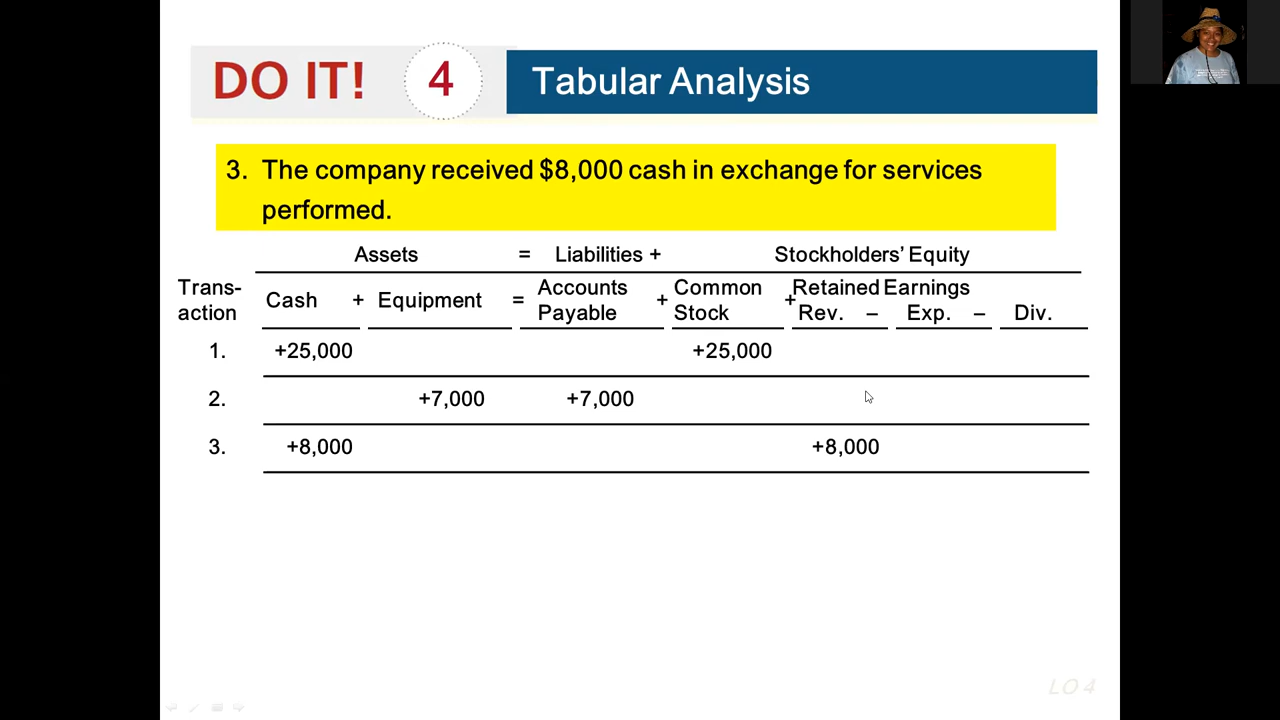 DO IT! 4 Tabular Analysis
3. The company received $8,000 cash in exchange for services
performed.
Assets = Liabilities + Stockholders’ Equity
Trans-
action
Cash + Equipment = Accounts
Payable + Common
Stock + Retained Earnings
Rev. – Exp. – Div.
1. +25,000 +25,000
2. +7,000 +7,000
3. +8,000 +8,000
LO 4